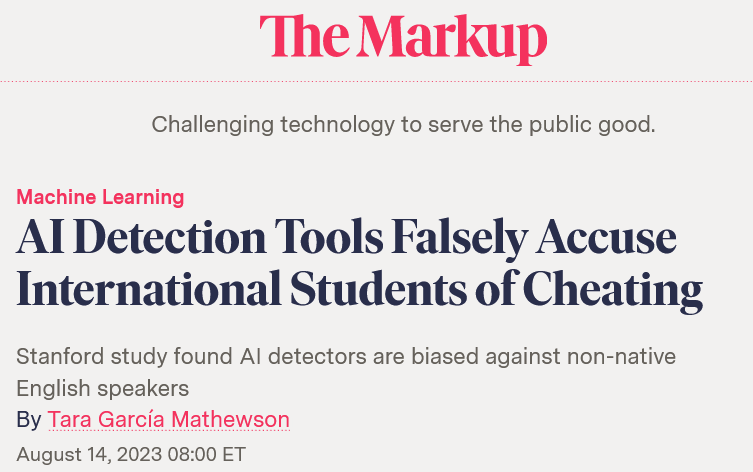 The Markup
Challenging technology to serve the public good.
Machine Learning
AI Detection Tools Falsely Accuse
International Students of Cheating
Stanford study found AI detectors are biased against non-native
English speakers
By Tara García Mathewson
August 14, 2023 08:00 ET